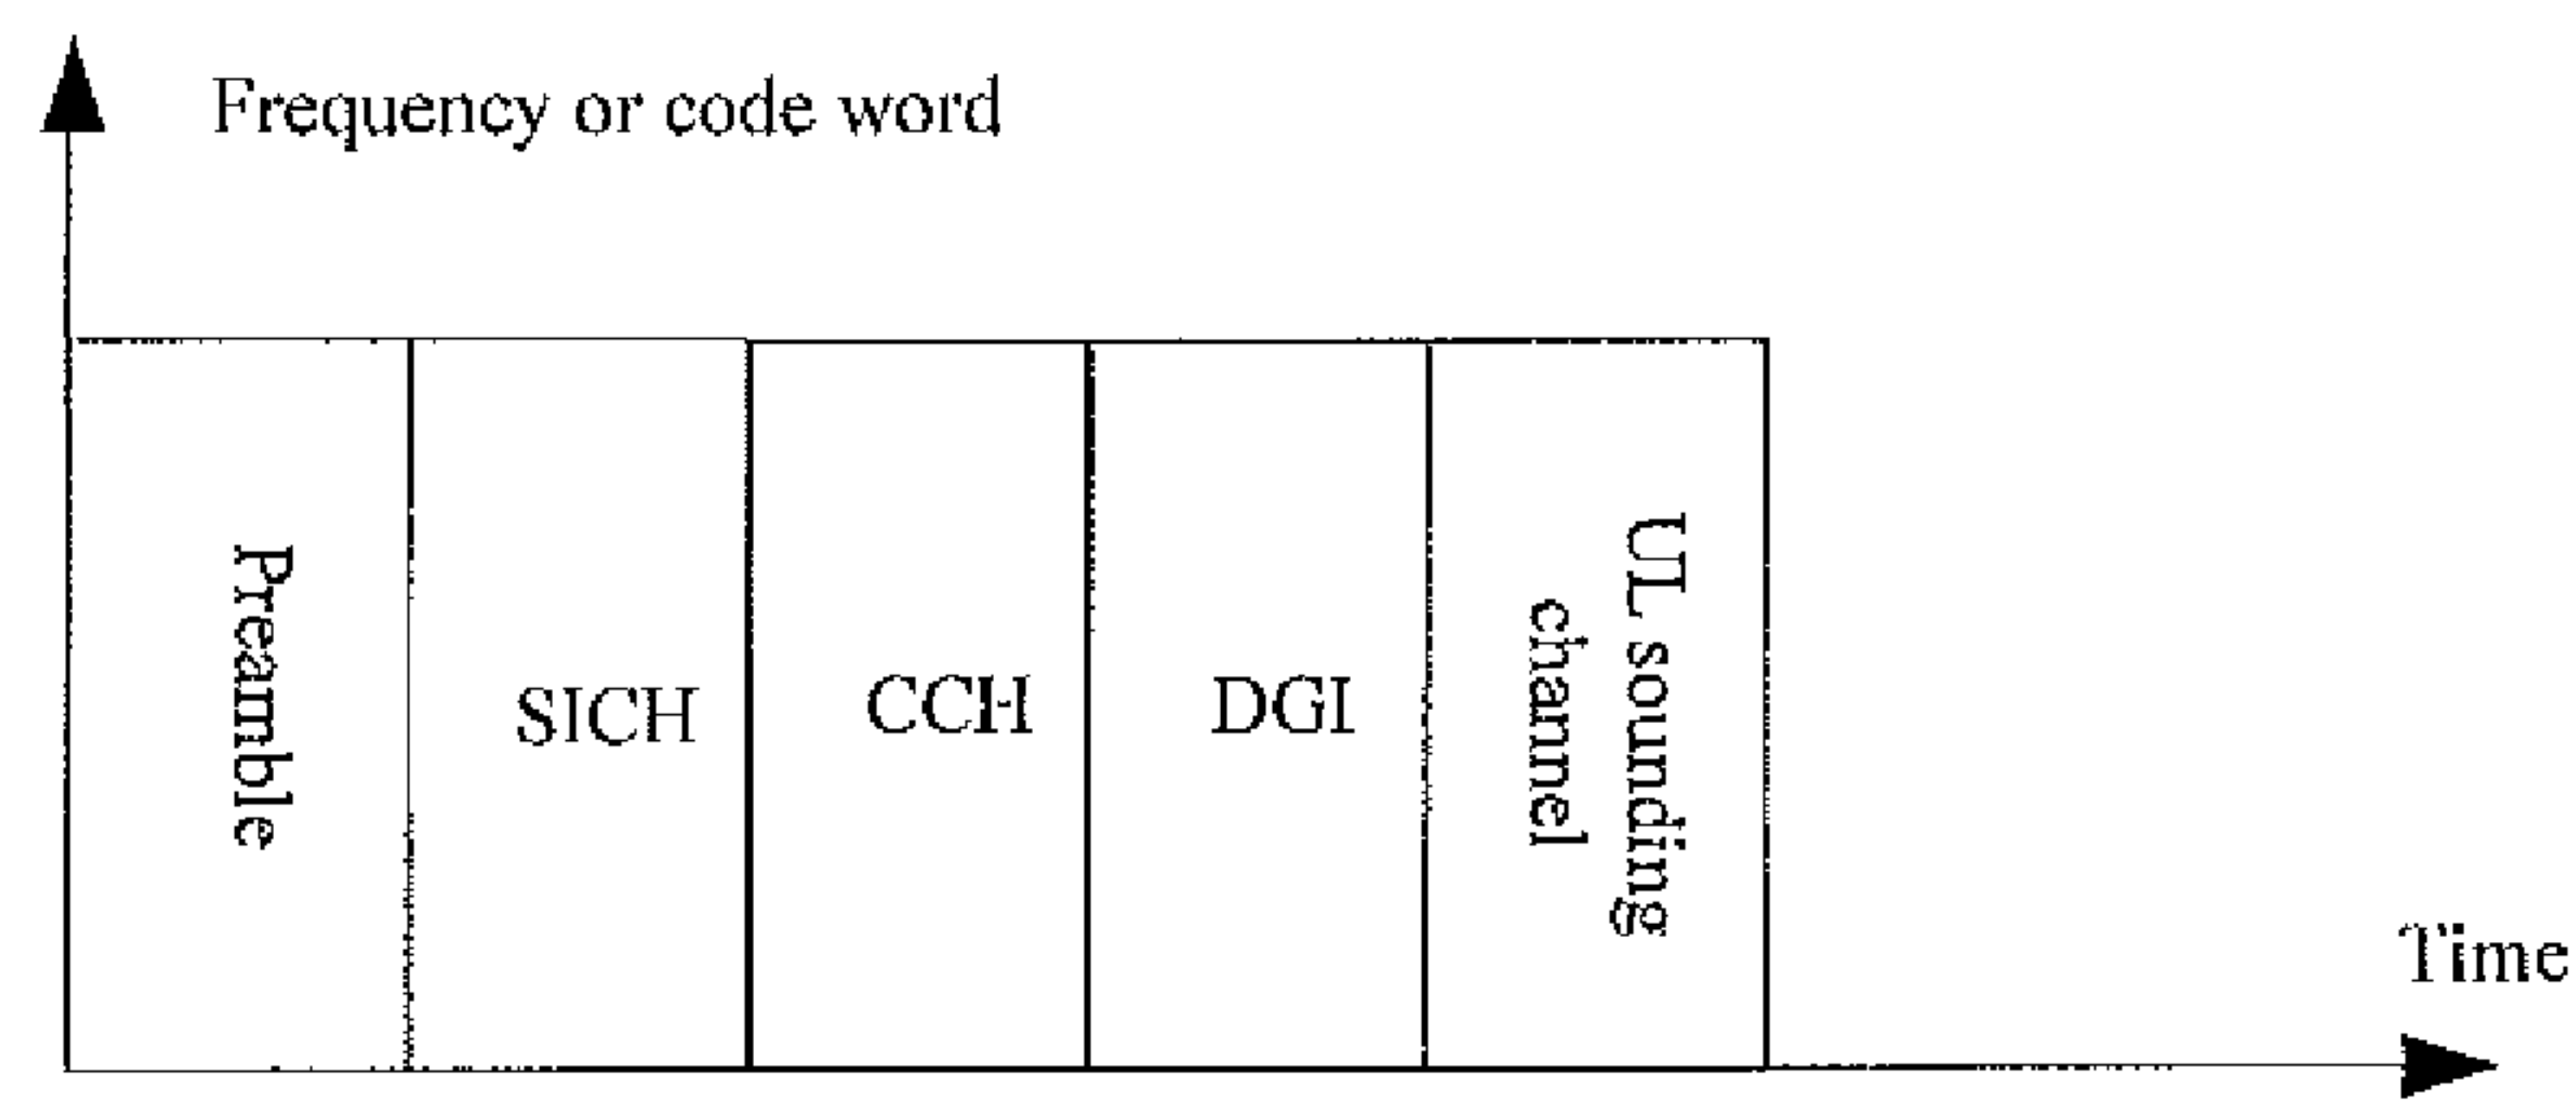 Frequency or code word
Preamble
SICH
CCH
DGI
UL sounding
channel
Time